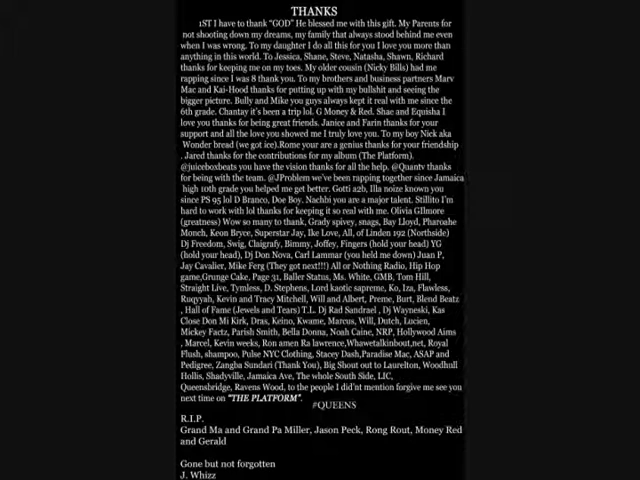 THANKS
1ST I have to thank "GOD" He blessed me with this gift. My Parents for
not shooting down my dreams, my family that always stood behind me even
when I was wrong. To my daughter I do all this for you I love you more than
anything in this world. To Jessica, Shane, Steve, Natasha, Shawn, Richard
thanks for keeping me on my toes. My older cousin (Nicky Bills) had me
rapping since I was 8 thank you. To my brothers and business partners Marv
Mac and Kai-Hood thanks for putting up with my bullshit and seeing the
bigger picture. Bully and Mike you guys always kept it real with me since the
6th grade. Chantay it's been a trip lol. G Money & Red. Shae and Equisha I
love you thanks for being great friends. Janice and Farin thanks for your
support and all the love you showed me I truly love you. To my boy Nick aka
Wonder bread (we got ice).Rome your are a genius thanks for your friendship
. Jared thanks for the contributions for my album (The Platform).
@juiceboxbeats you have the vision thanks for all the help. @Quantv thanks
for being with the team. @JProblem we've been rapping together since Jamaica
high 10th grade you helped me get better. Gotti a2b, Illa noize known you
since PS 95 lol D Branco, Doe Boy. Nachbi you are a major talent. Stillito I'm
hard to work with lol thanks for keeping it so real with me. Olivia GIlmore
(greatness) Wow so many to thank, Grady spivey, snags, Bay Lloyd, Pharoahe
Monch, Keon Bryce, Superstar Jay, Ike Love, All, of Linden 192 (Northside)
Dj Freedom, Swig, Claigrafy, Bimmy, Joffey, Fingers (hold your head) YG
(hold your head), Dj Don Nova, Carl Lammar (you held me down) Juan P,
Jay Cavalier, Mike Ferg (They got next!!!) All or Nothing Radio, Hip Hop
game,Grunge Cake, Page 31, Baller Status, Ms. White, GMB, Tom Hill,
Straight Live, Tymless, D. Stephens, Lord kaotic supreme, Ko, Iza, Flawless,
Ruqyyah, Kevin and Tracy Mitchell, Will and Albert, Preme, Burt, Blend Beatz
, Hall of Fame (Jewels and Tears) T.L. Dj Rad Sandrael , Dj Wayneski, Kas
Close Don Mi Kirk, Dras, Keino, Kwame, Marcus, Will, Dutch, Lucien,
Mickey Factz, Parish Smith, Bella Donna, Noah Caine, NRP, Hollywood Aims
, Marcel, Kevin weeks, Ron amen Ra lawrence,Whawetalkinbout,net, Royal
Flush, shampoo, Pulse NYC Clothing, Stacey Dash,Paradise Mac, ASAP and
Pedigree, Zangba Sundari (Thank You), Big Shout out to Laurelton, Woodhull
Hollis, Shadyville, Jamaica Ave, The whole South Side, LIC,
Queensbridge, Ravens Wood, to the people I did'nt mention forgive me see you
next time on "THE PLATFORM".
#QUEENS
R.I.P.
Grand Ma and Grand Pa Miller, Jason Peck, Rong Rout, Money Red
and Gerald
Gone but not forgotten
J. Whizz